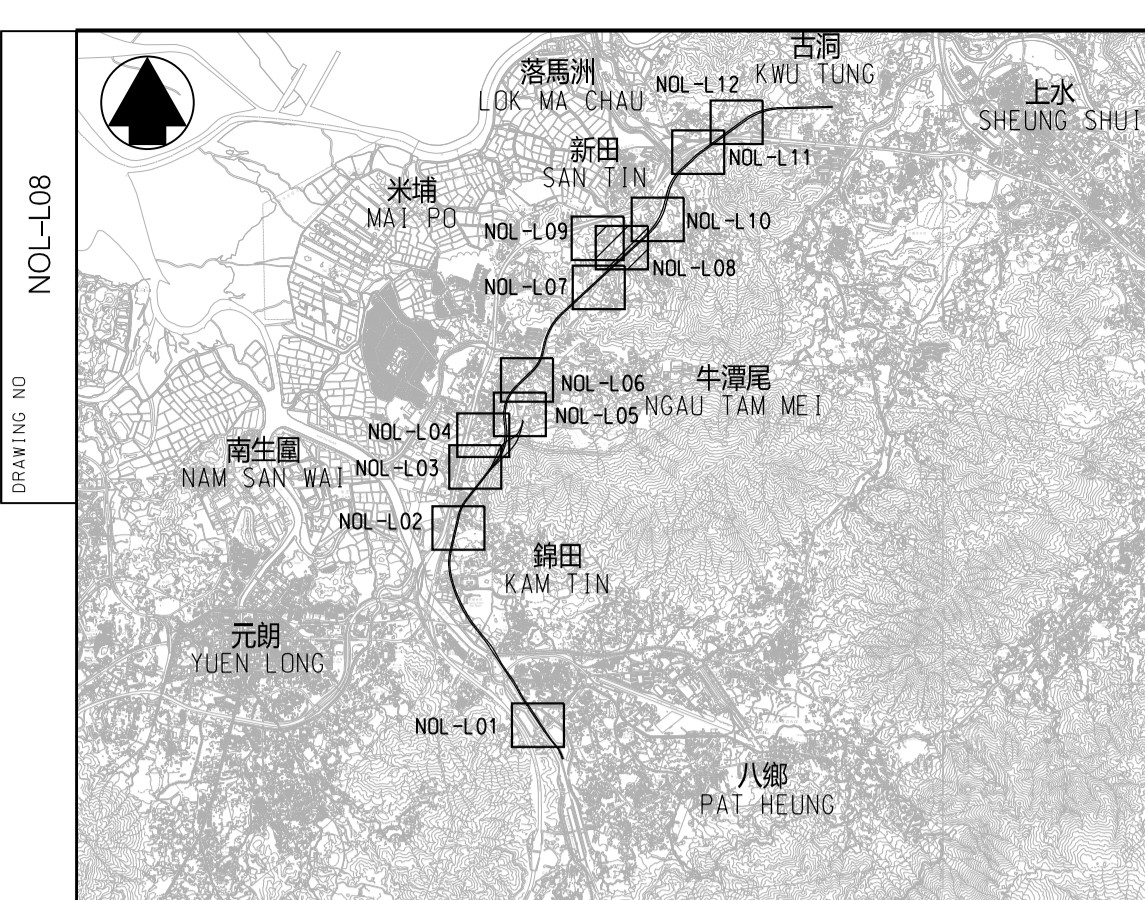 NOL-L08
DRAWING NO
古洞
KWU TUNG
落馬洲
LOK MA CHAU
NOL-L12
上水
SHEUNG SHUI
新田
SAN TIN
NOL-L11
米埔
MAI PO
NOL-L10
NOL-L09
NOL-L08
NOL-L07
牛潭尾
NGAU TAM MEI
NOL-L06
NOL-L05
NOL-L04
南生圍
NAM SAN WAI
NOL-L03
NOL-L02
錦田
KAM TIN
元朗
YUEN LONG
NOL-L01
八鄉
PAT HEUNG